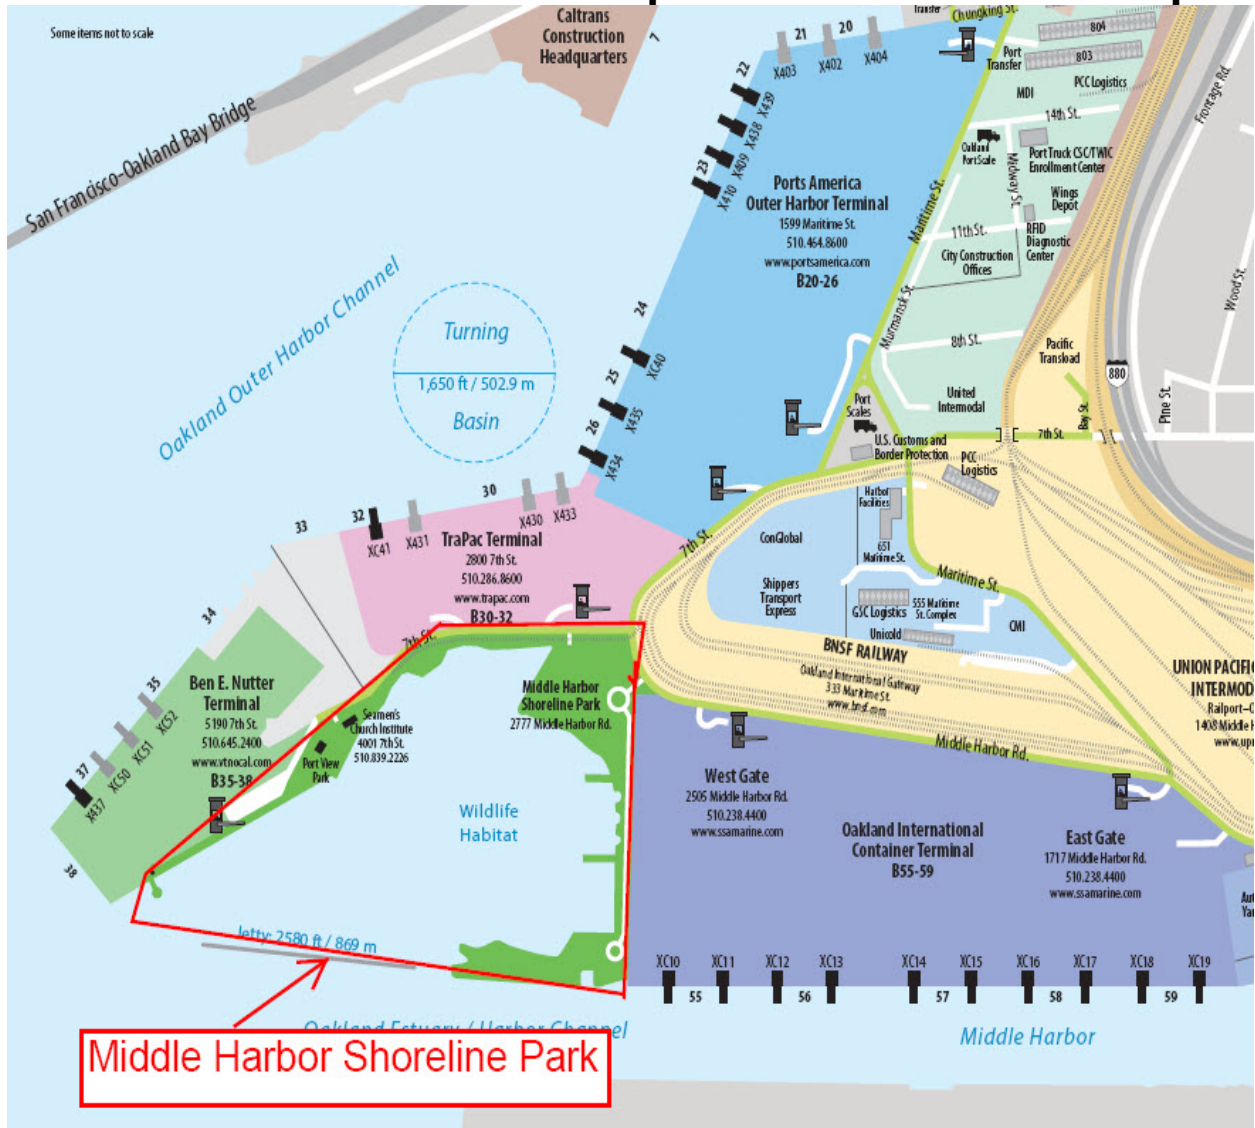 Some items not to scale
Caltrans
Construction
Headquarters
7
Transfer
Chungking St.
21
20
X403
X402
X404
804
803
Port
Transfer
PCC Logistics
MDI
14th St.
Frontage Rd.
22
X439
X438
23
X409
X410
San Francisco-Oakland Bay Bridge
Oakland
Port Scale
Midway St.
Port Truck CSC/TWIC
Enrollment Center
Wings
Depot
Ports America
Outer Harbor Terminal
1599 Maritime St.
510.464.8600
www.portsamerica.com
B20-26
Maritime St.
11th St.
RFID
Diagnostic
Center
City Construction
Offices
Wood St.
Oakland Outer Harbor Channel
Turning
1,650 ft / 502.9 m
Basin
24
XC40
25
X435
26
X434
Murmansk St.
8th St.
Pacific
Transload
880
United
Intermodal
Port
Scales
Bay St.
Pine St.
7th St.
U.S. Customs and
Border Protection
PCC
Logistics
30
32
33
XC41
X431
X430
X433
TraPac Terminal
2800 7th St.
510.286.8600
www.trapac.com
B30-32
7th St.
7th St.
Harbor
Facilities
ConGlobal
651
Maritime St.
Maritime St.
Shippers
Transport
Express
GSC Logistics
555 Maritime
St. Complex
CMI
Unicold
BNSF RAILWAY
Oakland International Gateway
333 Maritime St.
www.bnsf.com
UNION PACIFIC
INTERMOD
Railport–O
1408 Middle H
www.up
34
35
XC52
XC51
XC50
37
X437
38
Ben E. Nutter
Terminal
5190 7th St.
510.645.2400
www.vtnocal.com
B35-38
Seamen's
Church Institute
4001 7th St.
510.839.2226
Port View
Park
Middle Harbor
Shoreline Park
2777 Middle Harbor Rd.
Wildlife
Habitat
Middle Harbor Rd.
West Gate
2505 Middle Harbor Rd.
510.238.4400
www.ssamarine.com
Oakland International
Container Terminal
B55-59
East Gate
1717 Middle Harbor Rd.
510.238.4400
www.ssamarine.com
Aut
Yar
Jetty: 2580 ft / 869 m
XC10
XC11
XC12
XC13
XC14
XC15
XC16
XC17
XC18
XC19
55
56
57
58
59
Oakland Estuary / Harbor Channel
Middle Harbor
Middle Harbor Shoreline Park